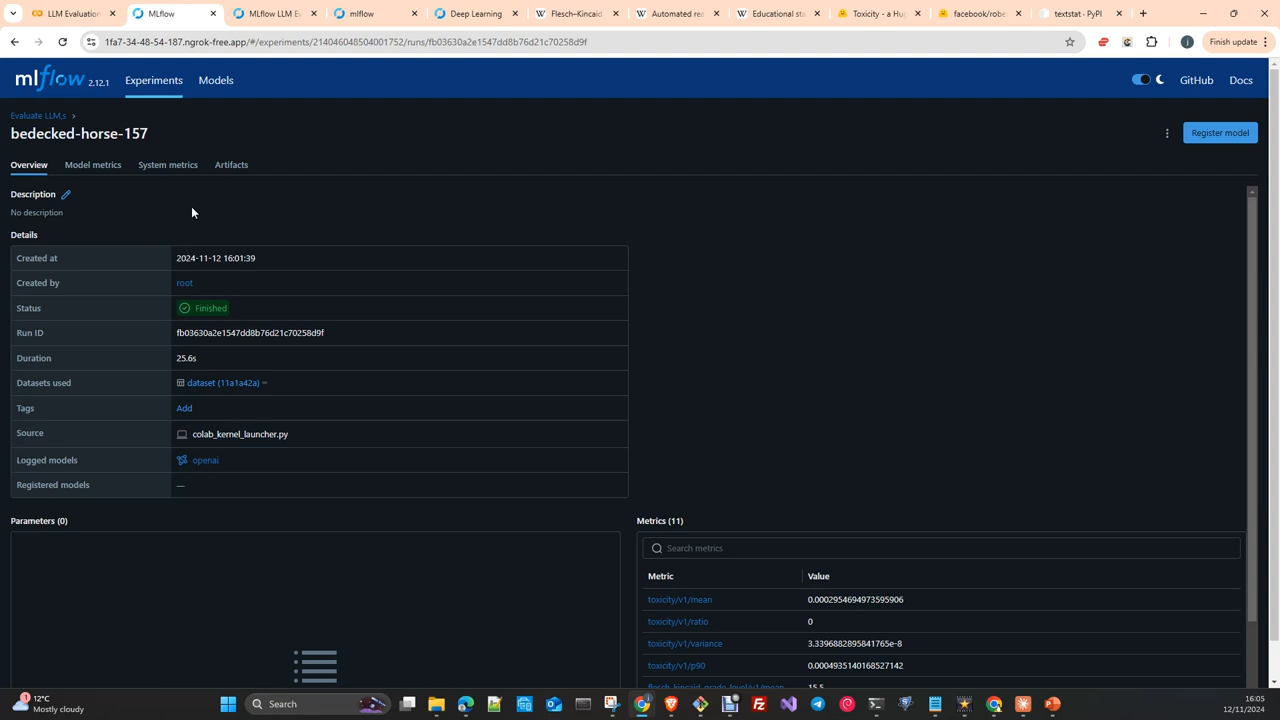 LLM Evaluation
MLflow
MLflow LLM Ev
mlflow
Deep Learning
Flesch–Kincaid
Automated rea
Educational sta
Toxicity - a Hug
facebook/robe
textstat · PyPI
1fa7-34-48-54-187.ngrok-free.app/#/experiments/214046048504001752/runs/fb03630a2e1547dd8b76d21c70258d9f
Finish update
mlflow 2.12.1
Experiments
Models
GitHub
Docs
Evaluate LLM,s
bedecked-horse-157
Register model
Overview
Model metrics
System metrics
Artifacts
Description
No description
Details
Created at 2024-11-12 16:01:39
Created by root
Status Finished
Run ID fb03630a2e1547dd8b76d21c70258d9f
Duration 25.6s
Datasets used dataset (11a1a42a)
Tags Add
Source colab_kernel_launcher.py
Logged models openai
Registered models —
Parameters (0)
Metrics (11)
Search metrics
Metric Value
toxicity/v1/mean 0.0002954694973595906
toxicity/v1/ratio 0
toxicity/v1/variance 3.3396882895841765e-8
toxicity/v1/p90 0.0004935140168527142
flesch_kincaid_grade_level/v1/mean 15.5
12°C
Mostly cloudy
Search
16:05
12/11/2024